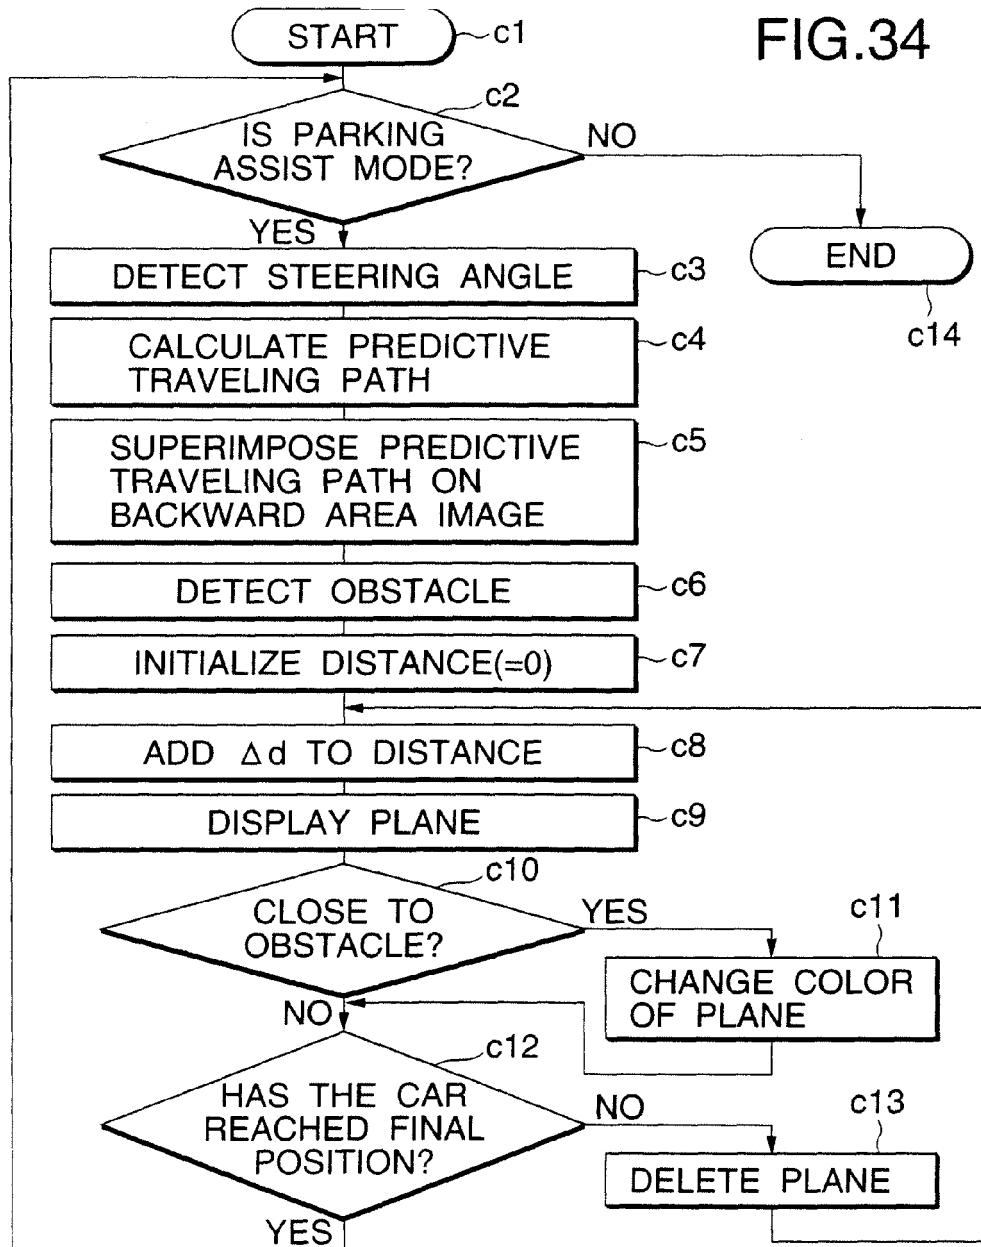 FIG.34
START
c1
c2
IS PARKING
ASSIST MODE?
NO
YES
END
c14
DETECT STEERING ANGLE
c3
CALCULATE PREDICTIVE
TRAVELING PATH
c4
SUPERIMPOSE PREDICTIVE
TRAVELING PATH ON
BACKWARD AREA IMAGE
c5
DETECT OBSTACLE
c6
INITIALIZE DISTANCE(=0)
c7
ADD Δd TO DISTANCE
c8
DISPLAY PLANE
c9
c10
CLOSE TO
OBSTACLE?
YES
c11
CHANGE COLOR
OF PLANE
NO
c12
HAS THE CAR
REACHED FINAL
POSITION?
NO
c13
DELETE PLANE
YES